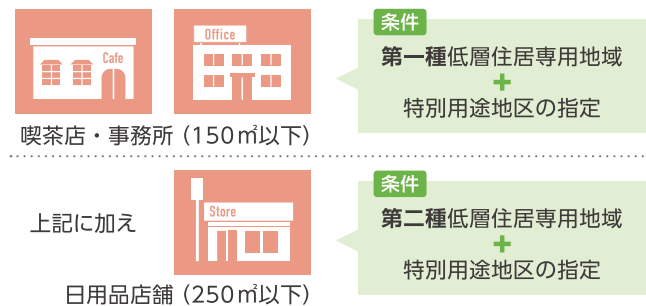 Cafe
Office
喫茶店・事務所（150㎡以下）
条件
第一種低層住居専用地域
+
特別用途地区の指定
上記に加え
Store
日用品店舗（250㎡以下）
条件
第二種低層住居専用地域
+
特別用途地区の指定